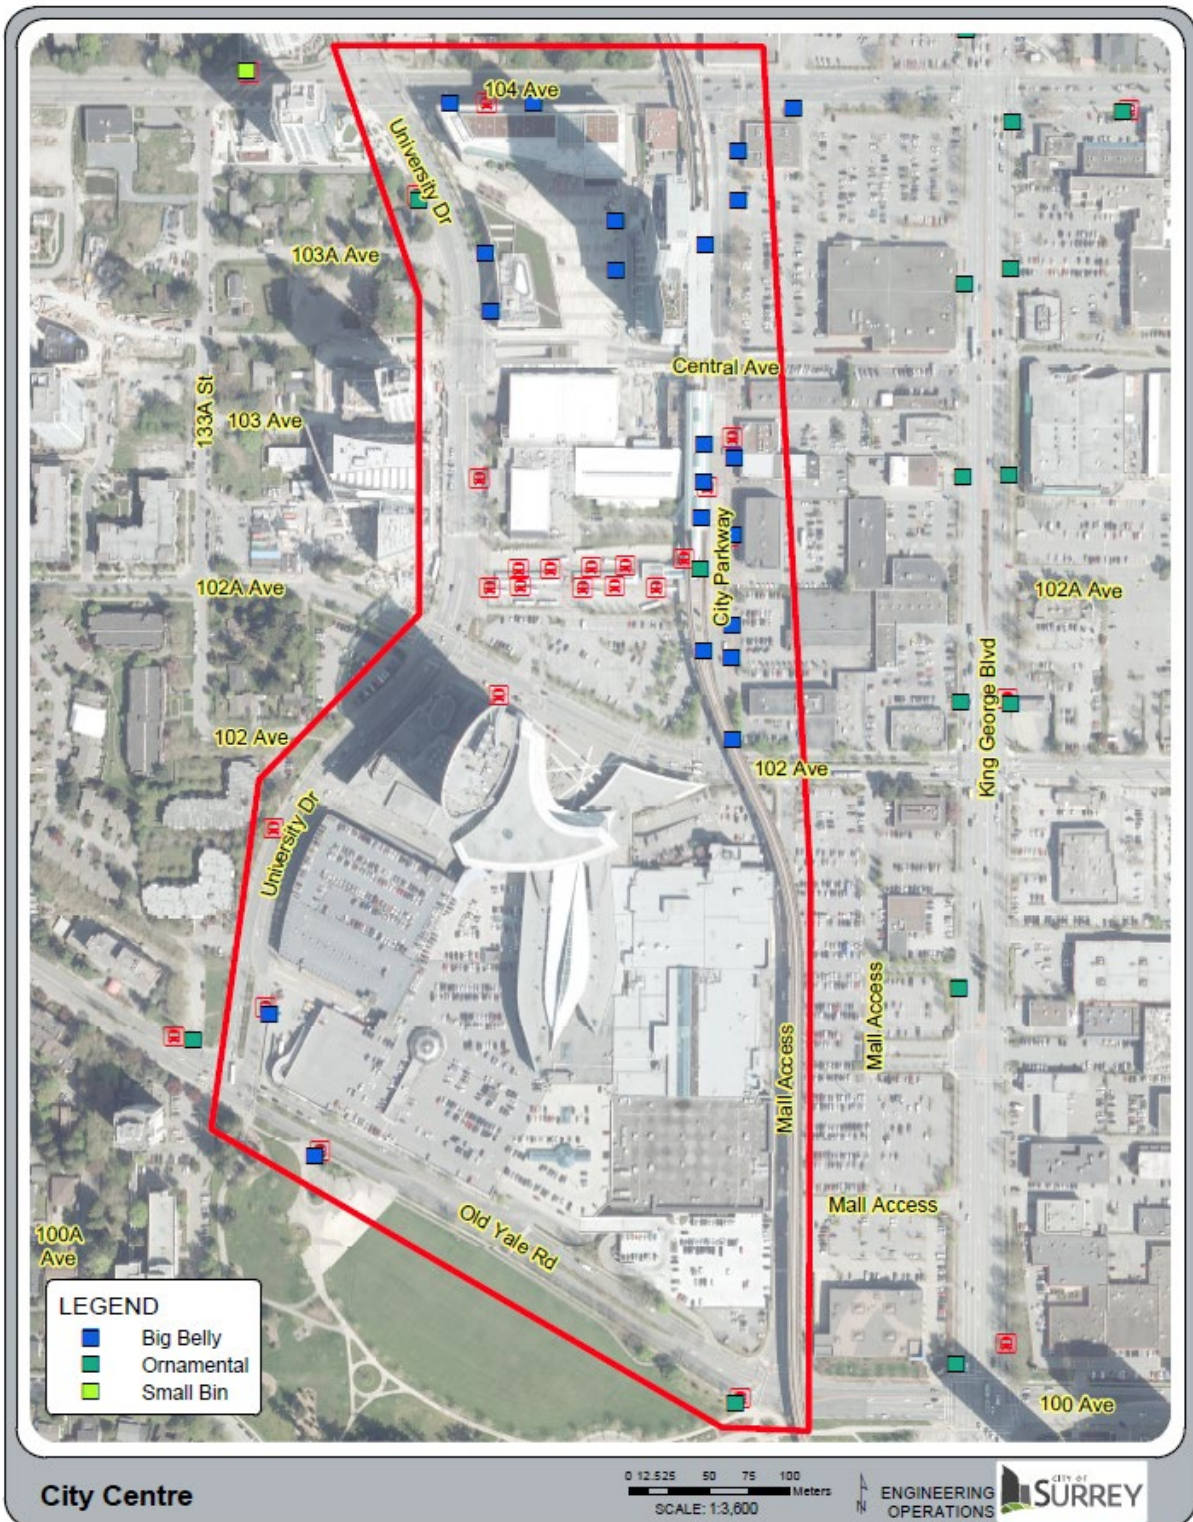 104 Ave
University Dr
103A Ave
Central Ave
133A St
103 Ave
City Parkway
102A Ave
102A Ave
King George Blvd
102 Ave
102 Ave
University Dr
Mall Access
Mall Access
Mall Access
Old Yale Rd
100A
Ave
LEGEND
Big Belly
Ornamental
Small Bin
100 Ave
City Centre
0 12.525 50 75 100
Meters
SCALE: 1:3,600
N
ENGINEERING
OPERATIONS
CITY OF
SURREY